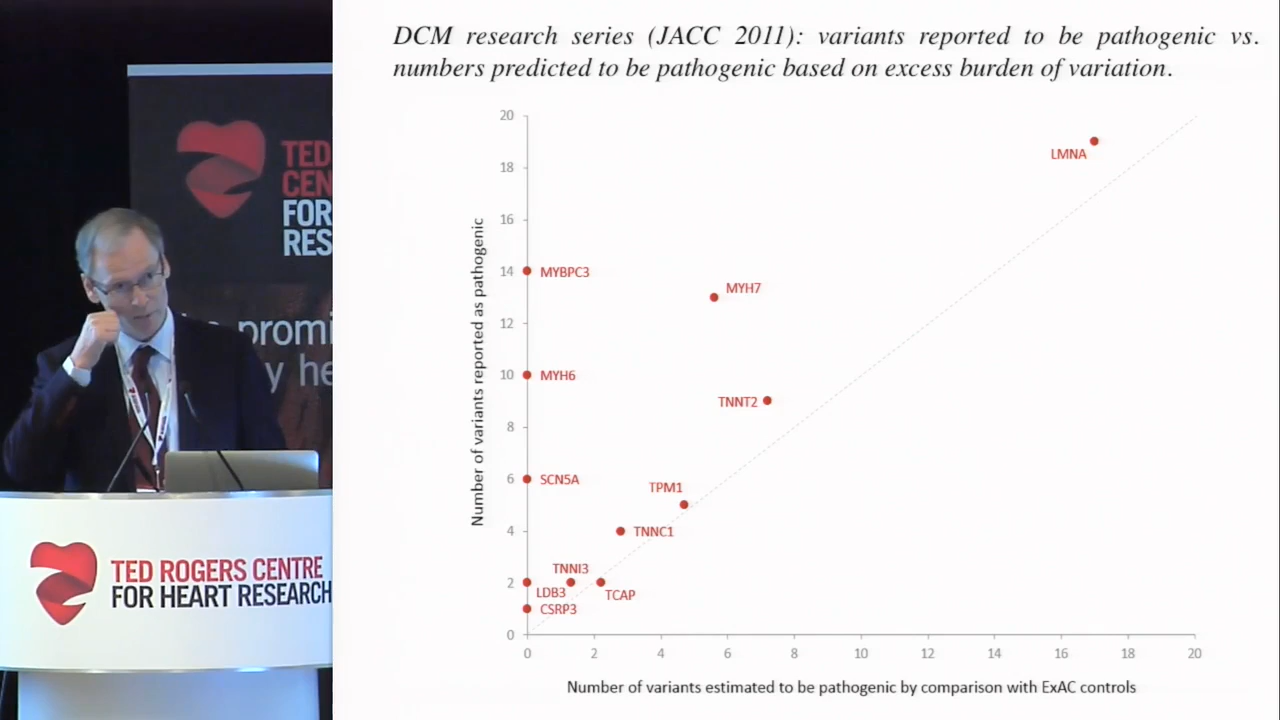 DCM research series (JACC 2011): variants reported to be pathogenic vs.
numbers predicted to be pathogenic based on excess burden of variation.
TED
CEN
FOR
RES
promi
y he
TED ROGERS CENTRE
FOR HEART RESEARCH
Number of variants reported as pathogenic
20
18
16
14
12
10
8
6
4
2
0
LMNA
MYBPC3
MYH7
MYH6
TNNT2
SCN5A
TPM1
TNNC1
TNNI3
LDB3
TCAP
CSRP3
0 2 4 6 8 10 12 14 16 18 20
Number of variants estimated to be pathogenic by comparison with ExAC controls